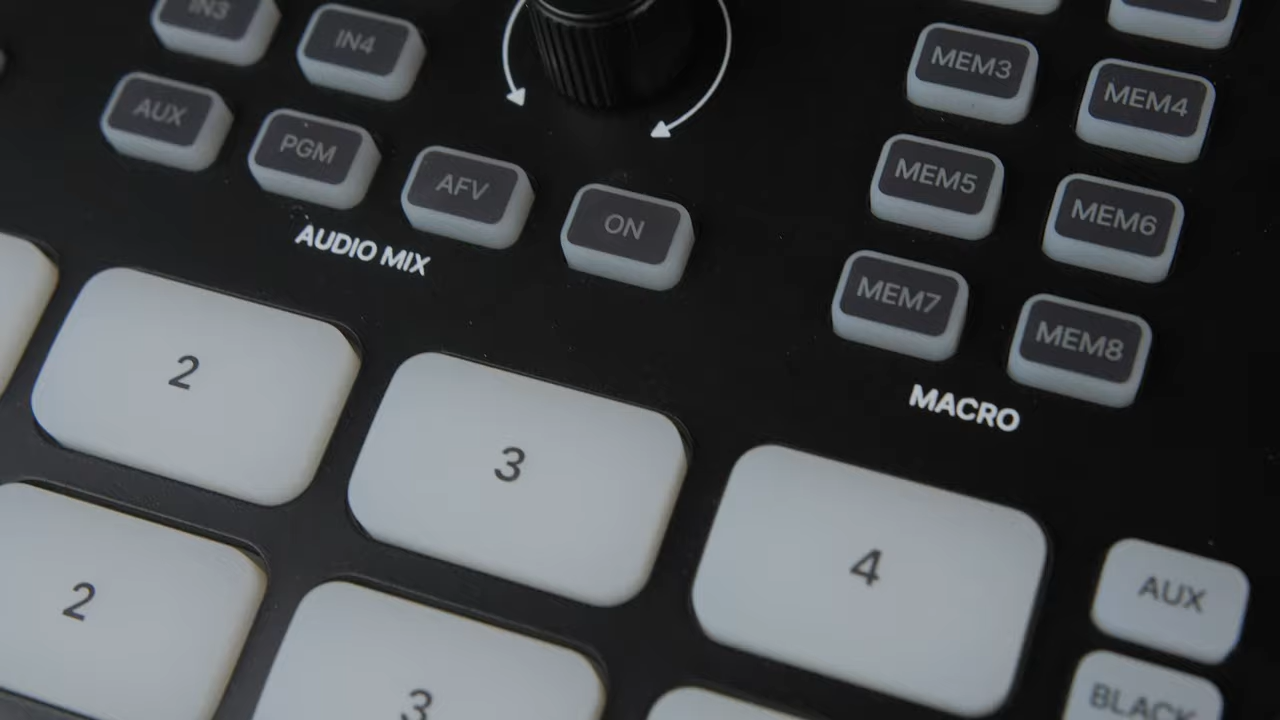 IN3
IN4
AUX
PGM
AFV
ON
AUDIO MIX
MEM3
MEM4
MEM5
MEM6
MEM7
MEM8
MACRO
2
3
4
AUX
2
3
BLACK